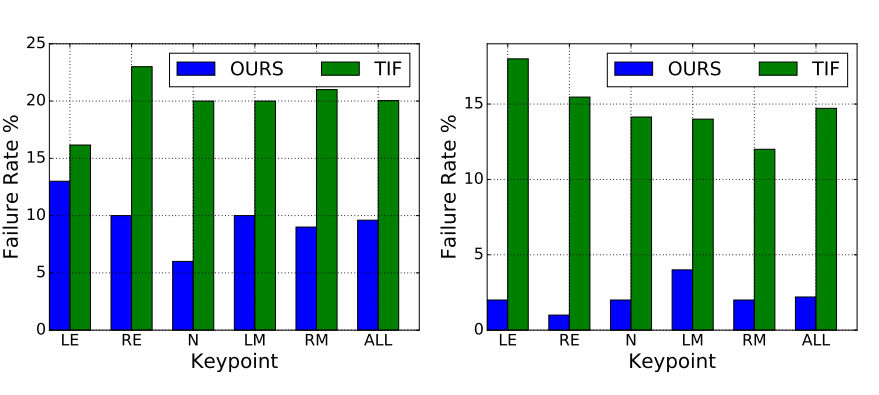 25
20
15
10
5
0
Failure Rate %
OURS TIF
LE RE N LM RM ALL
Keypoint
15
10
5
0
Failure Rate %
OURS TIF
LE RE N LM RM ALL
Keypoint